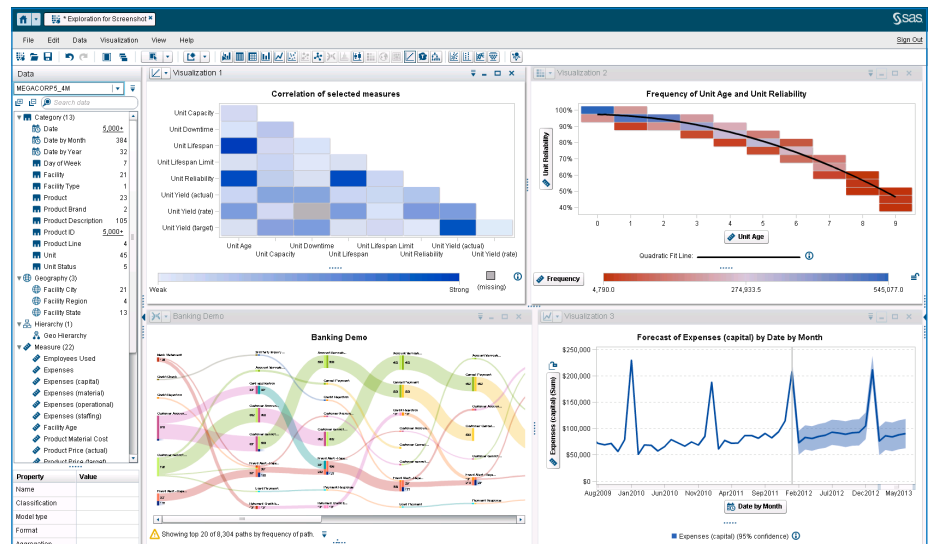 * Exploration for Screenshot
sas
File Edit Data Visualization View Help
Sign Out
Data
MEGACORP5_4M
Search data
Category (13)
Date 5,000+
Date by Month 384
Date by Year 32
Day of Week 7
Facility 21
Facility Type 1
Product 23
Product Brand 2
Product Description 105
Product ID 5,000+
Product Line 4
Unit 45
Unit Status 5
Geography (3)
Facility City 21
Facility Region 4
Facility State 13
Hierarchy (1)
Geo Hierarchy
Measure (22)
Employees Used
Expenses
Expenses (capital)
Expenses (material)
Expenses (operational)
Expenses (staffing)
Facility Age
Product Material Cost
Product Price (actual)
Product Price (target)
Property Value
Name
Classification
Model type
Format
Aggregation
Visualization 1
Correlation of selected measures
Unit Capacity
Unit Downtime
Unit Lifespan
Unit Lifespan Limit
Unit Reliability
Unit Yield (actual)
Unit Yield (rate)
Unit Yield (target)
Unit Age Unit Downtime Unit Lifespan Limit Unit Yield (actual)
Unit Capacity Unit Lifespan Unit Reliability Unit Yield (rate)
Weak Strong (missing)
Visualization 2
Frequency of Unit Age and Unit Reliability
Unit Reliability
100%
90%
80%
70%
60%
50%
40%
0 1 2 3 4 5 6 7 8 9
Unit Age
Quadratic Fit Line:
Frequency
4,790.0 274,933.5 545,077.0
Banking Demo
Banking Demo
Showing top 20 of 8,304 paths by frequency of path.
Visualization 3
Forecast of Expenses (capital) by Date by Month
Expenses (capital) (Sum)
$250,000
$200,000
$150,000
$100,000
$50,000
$0
Aug2009 Jan2010 Jun2010 Nov2010 Apr2011 Sep2011 Feb2012 Jul2012 Dec2012 May2013
Date by Month
Expenses (capital) (95% confidence)